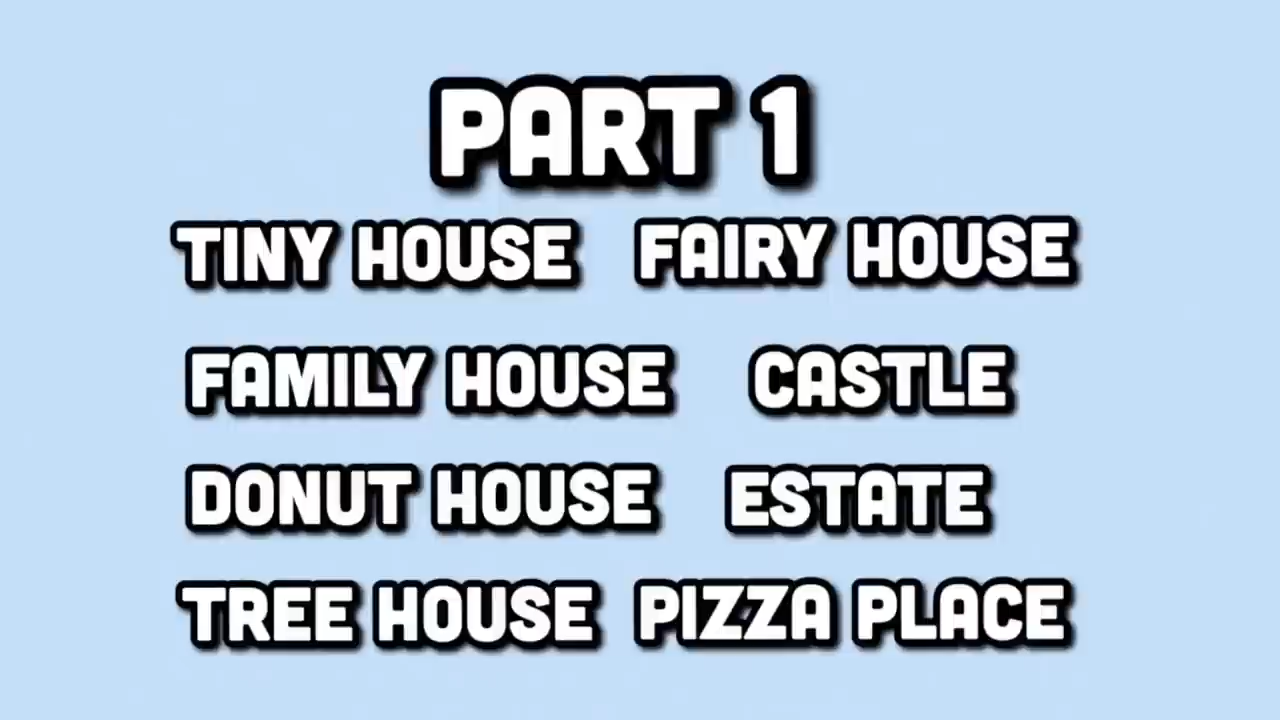 PART 1
TINY HOUSE FAIRY HOUSE
FAMILY HOUSE CASTLE
DONUT HOUSE ESTATE
TREE HOUSE PIZZA PLACE